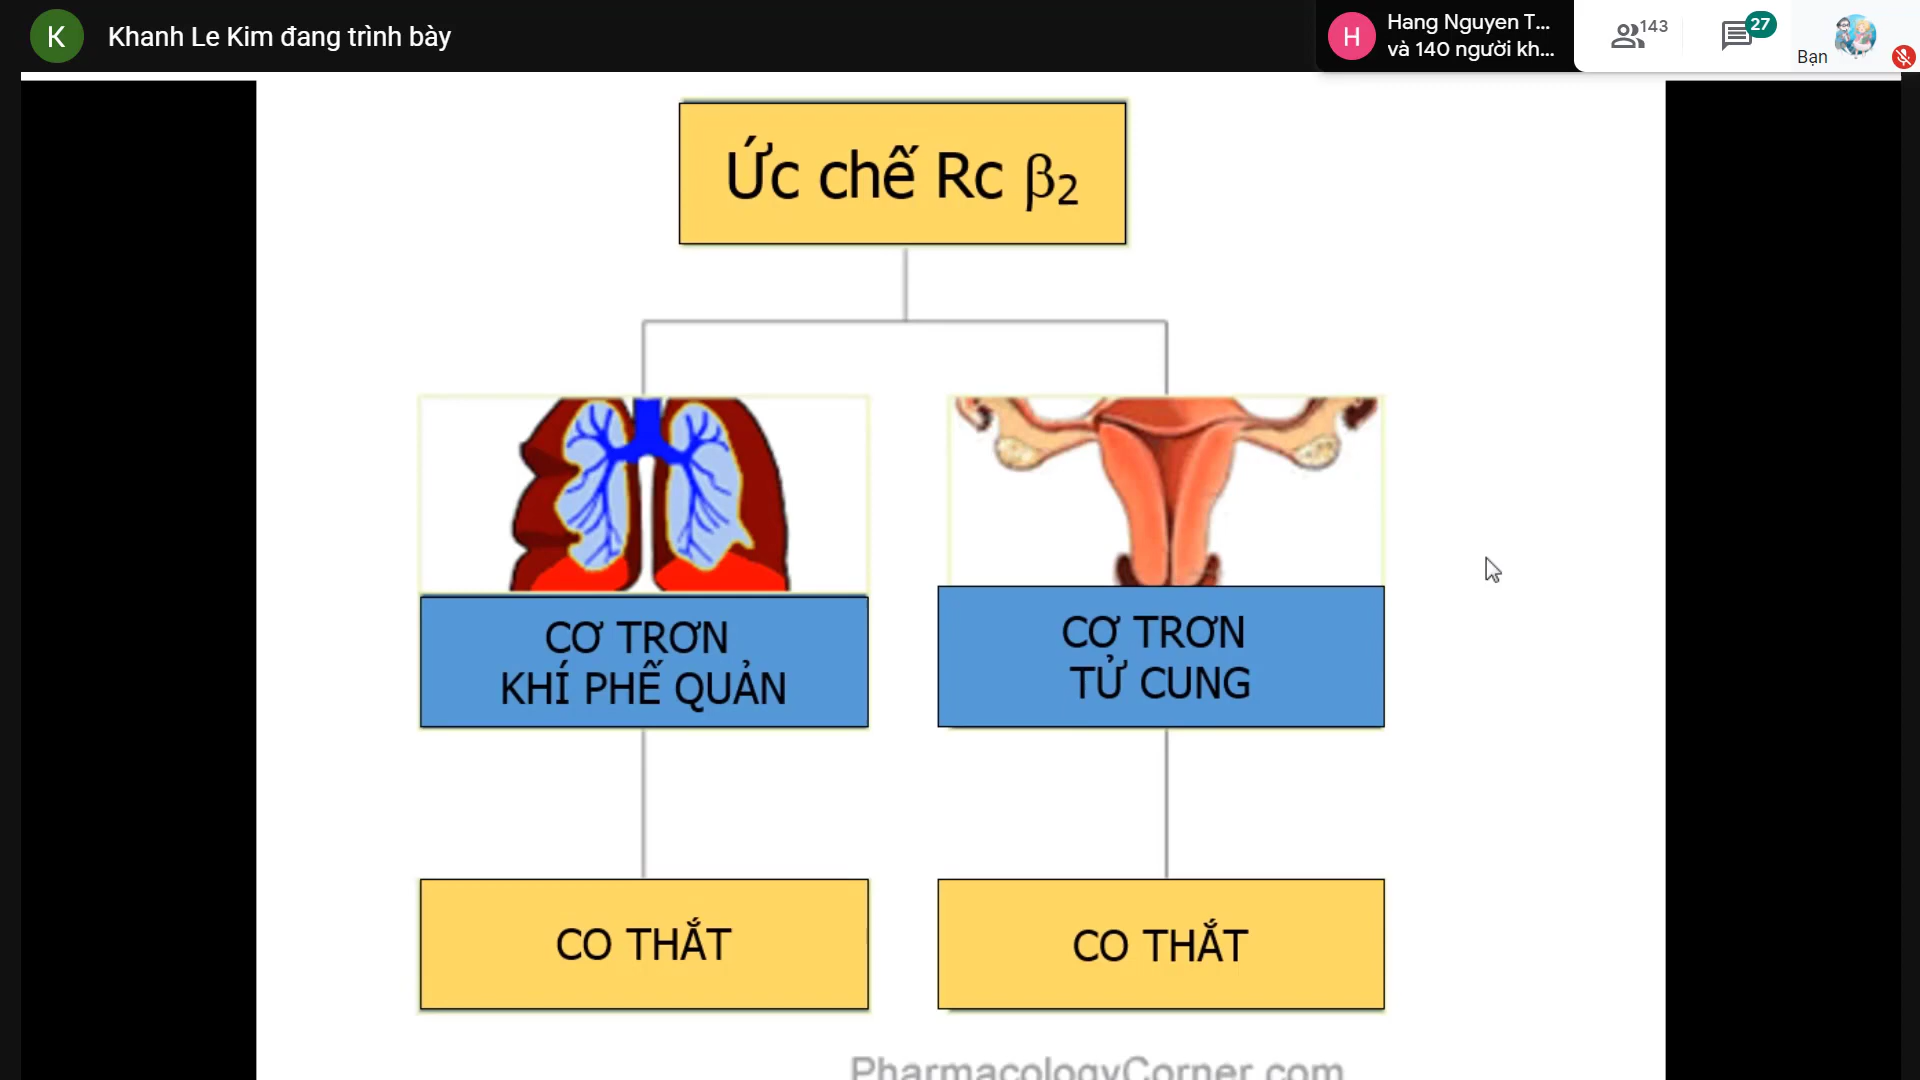 K
Khanh Le Kim đang trình bày
H
Hang Nguyen T...
và 140 người kh...
143
27
Bạn
Ức chế Rc β₂
CƠ TRƠN
KHÍ PHẾ QUẢN
CƠ TRƠN
TỬ CUNG
CO THẮT
CO THẮT
PharmacologyCorner.com